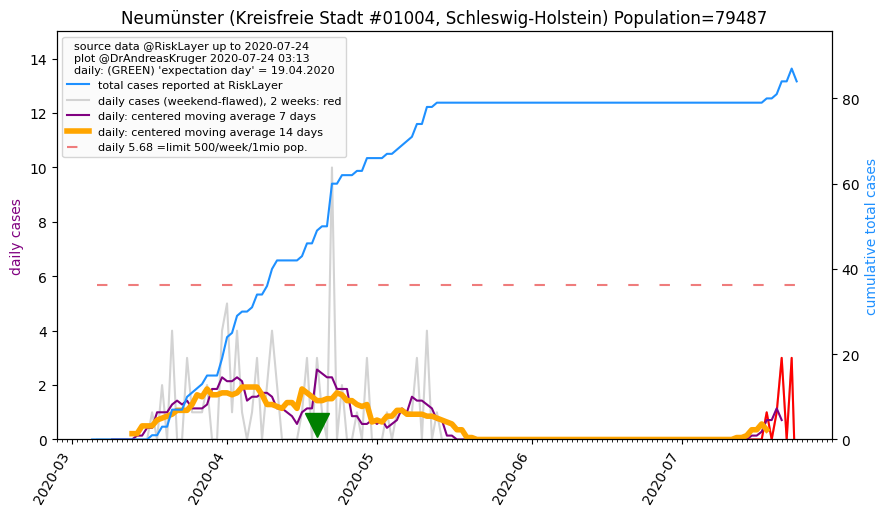 Neumünster (Kreisfreie Stadt #01004, Schleswig-Holstein) Population=79487
source data @RiskLayer up to 2020-07-24
plot @DrAndreasKruger 2020-07-24 03:13
daily: (GREEN) 'expectation day' = 19.04.2020
total cases reported at RiskLayer
daily cases (weekend-flawed), 2 weeks: red
daily: centered moving average 7 days
daily: centered moving average 14 days
daily 5.68 =limit 500/week/1mio pop.
daily cases
14
12
10
8
6
4
2
0
cumulative total cases
80
60
40
20
0
2020-03
2020-04
2020-05
2020-06
2020-07